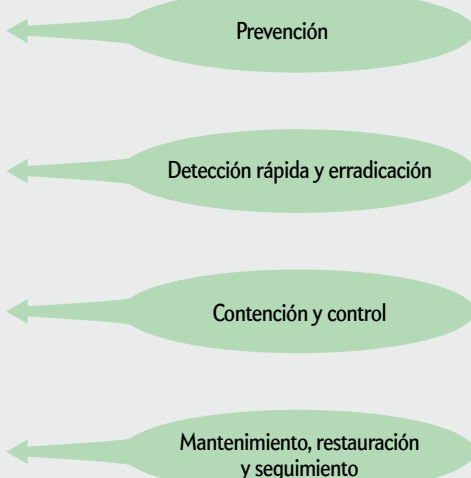 Prevención
Detección rápida y erradicación
Contención y control
Mantenimiento, restauración
y seguimiento